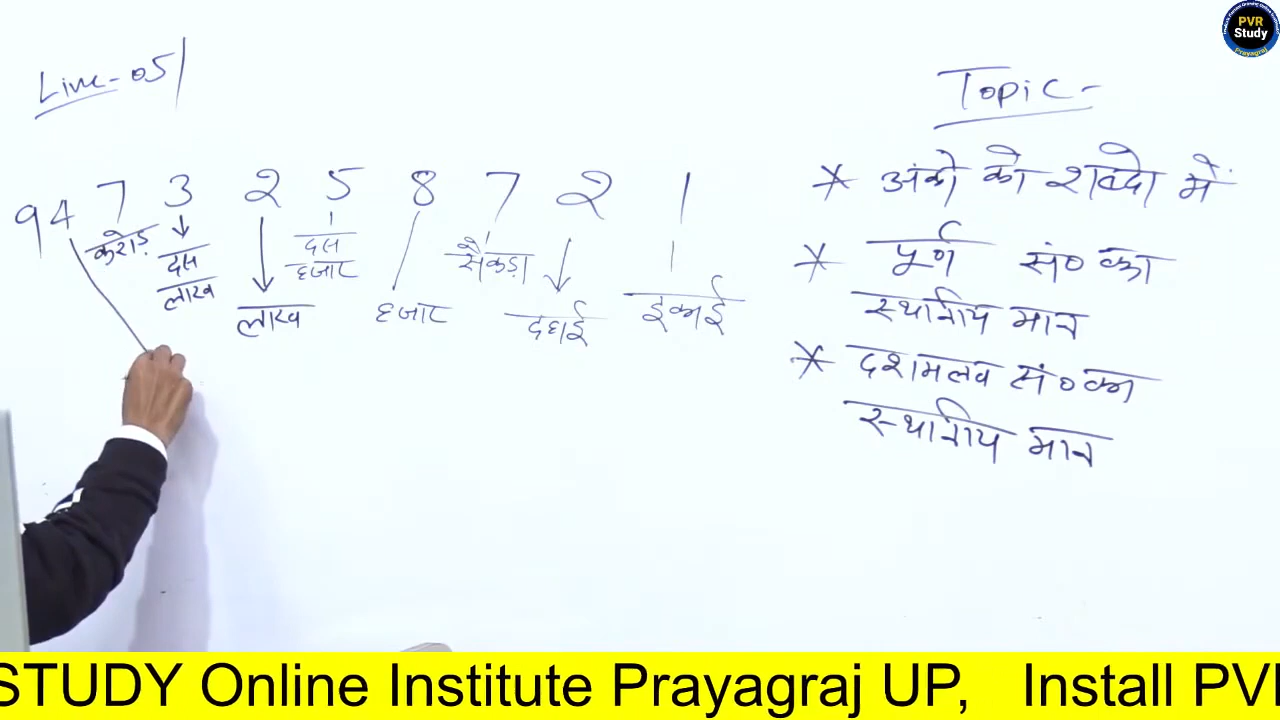 Live-05
Topic-
94 7 3 2 5 8 7 2 1
करोड़ दस लाख लाख दस हजार हजार सैकड़ा दहाई इकाई
* अंको को शब्दो में
* पूर्ण सं० का
स्थानीय मान
* दशमलव सं० का
स्थानीय मान
PVR
Study
Prayagraj
STUDY Online Institute Prayagraj UP, Install PVI